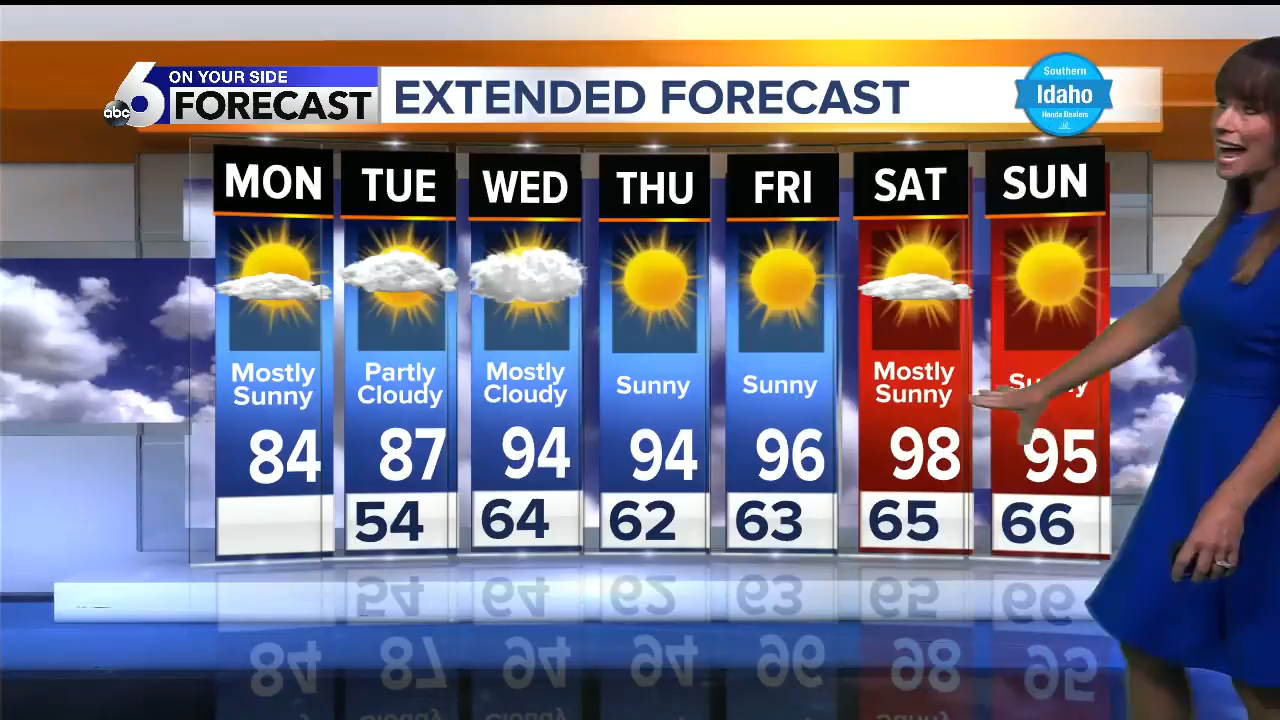 abc 6
ON YOUR SIDE
FORECAST
EXTENDED FORECAST
Southern
Idaho
Honda Dealers
MON TUE WED THU FRI SAT SUN
Mostly Sunny
Partly Cloudy
Mostly Cloudy
Sunny
Sunny
Mostly Sunny
84 87 94 94 96 98 95
54 64 62 63 65 66